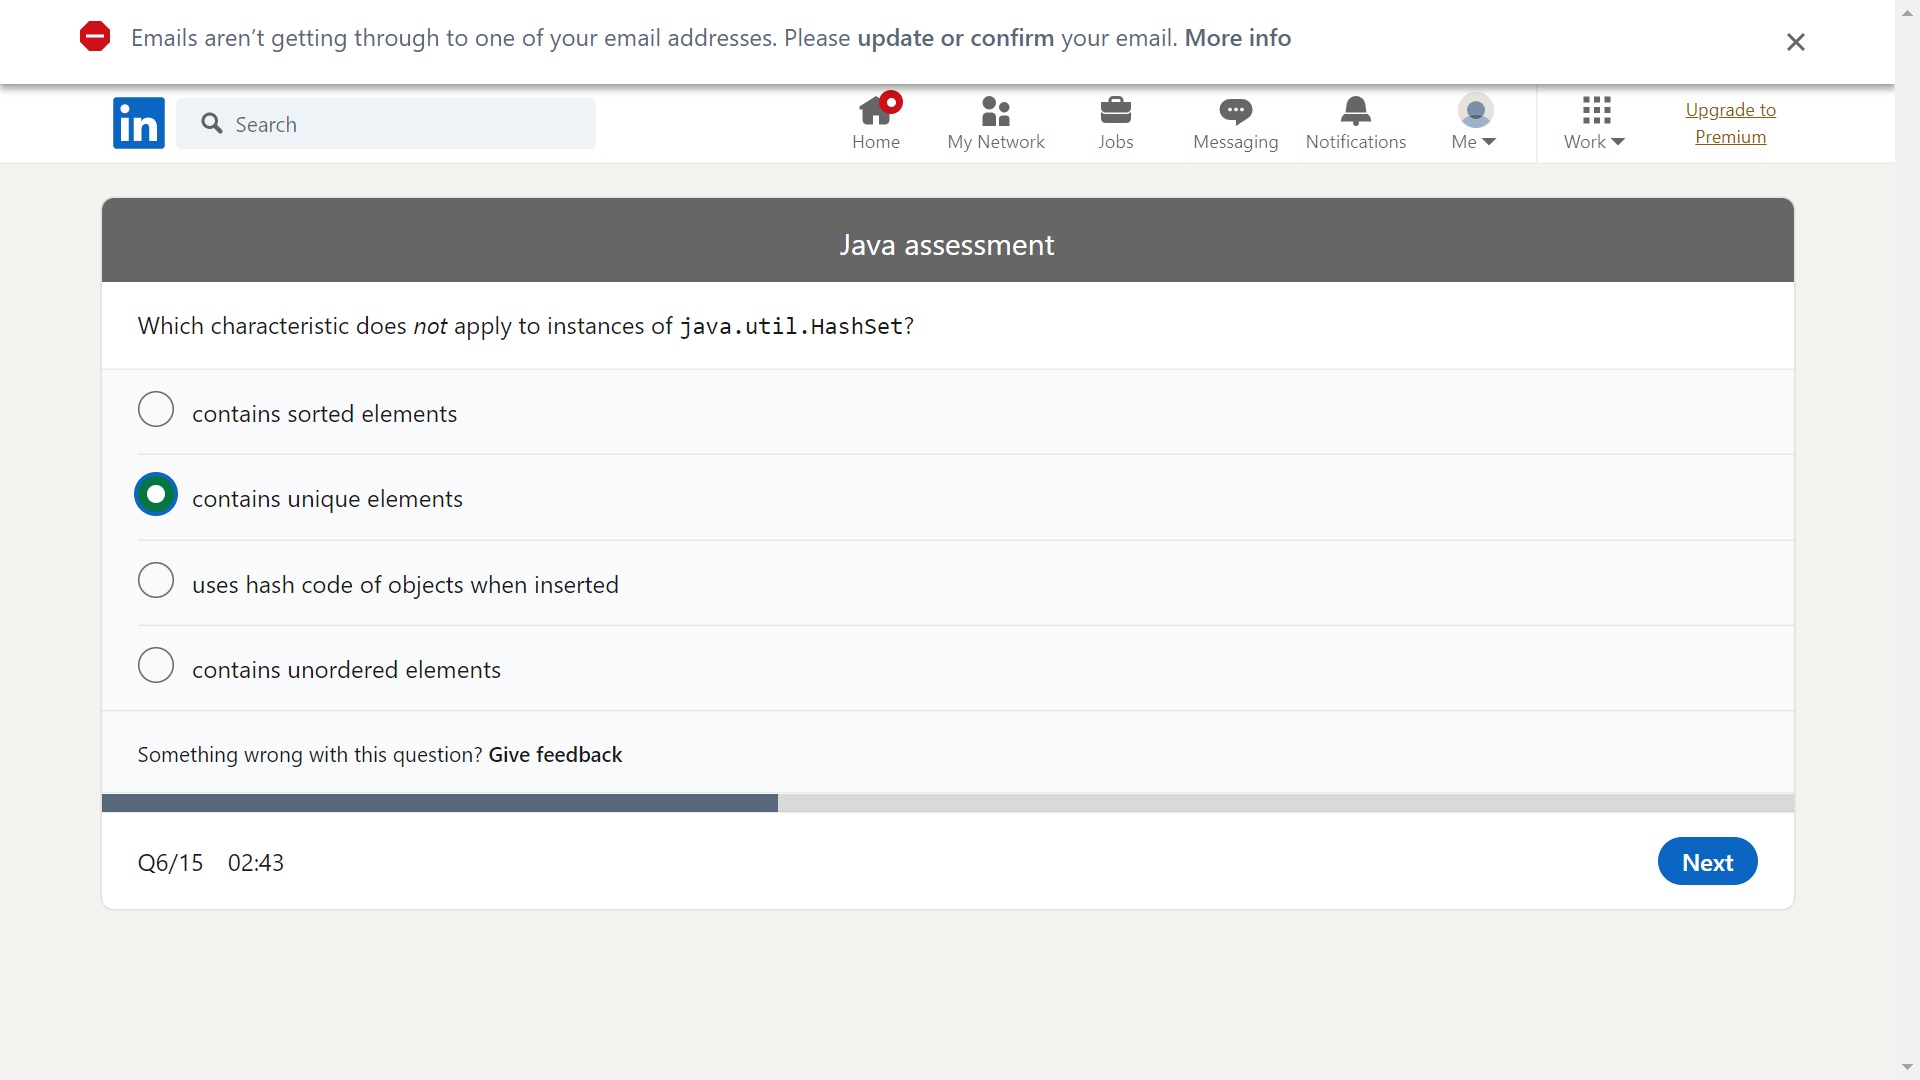 Emails aren't getting through to one of your email addresses. Please update or confirm your email. More info
in
Search
Home
My Network
Jobs
Messaging
Notifications
Me
Work
Upgrade to
Premium
Java assessment
Which characteristic does not apply to instances of java.util.HashSet?
contains sorted elements
contains unique elements
uses hash code of objects when inserted
contains unordered elements
Something wrong with this question? Give feedback
Q6/15 02:43
Next